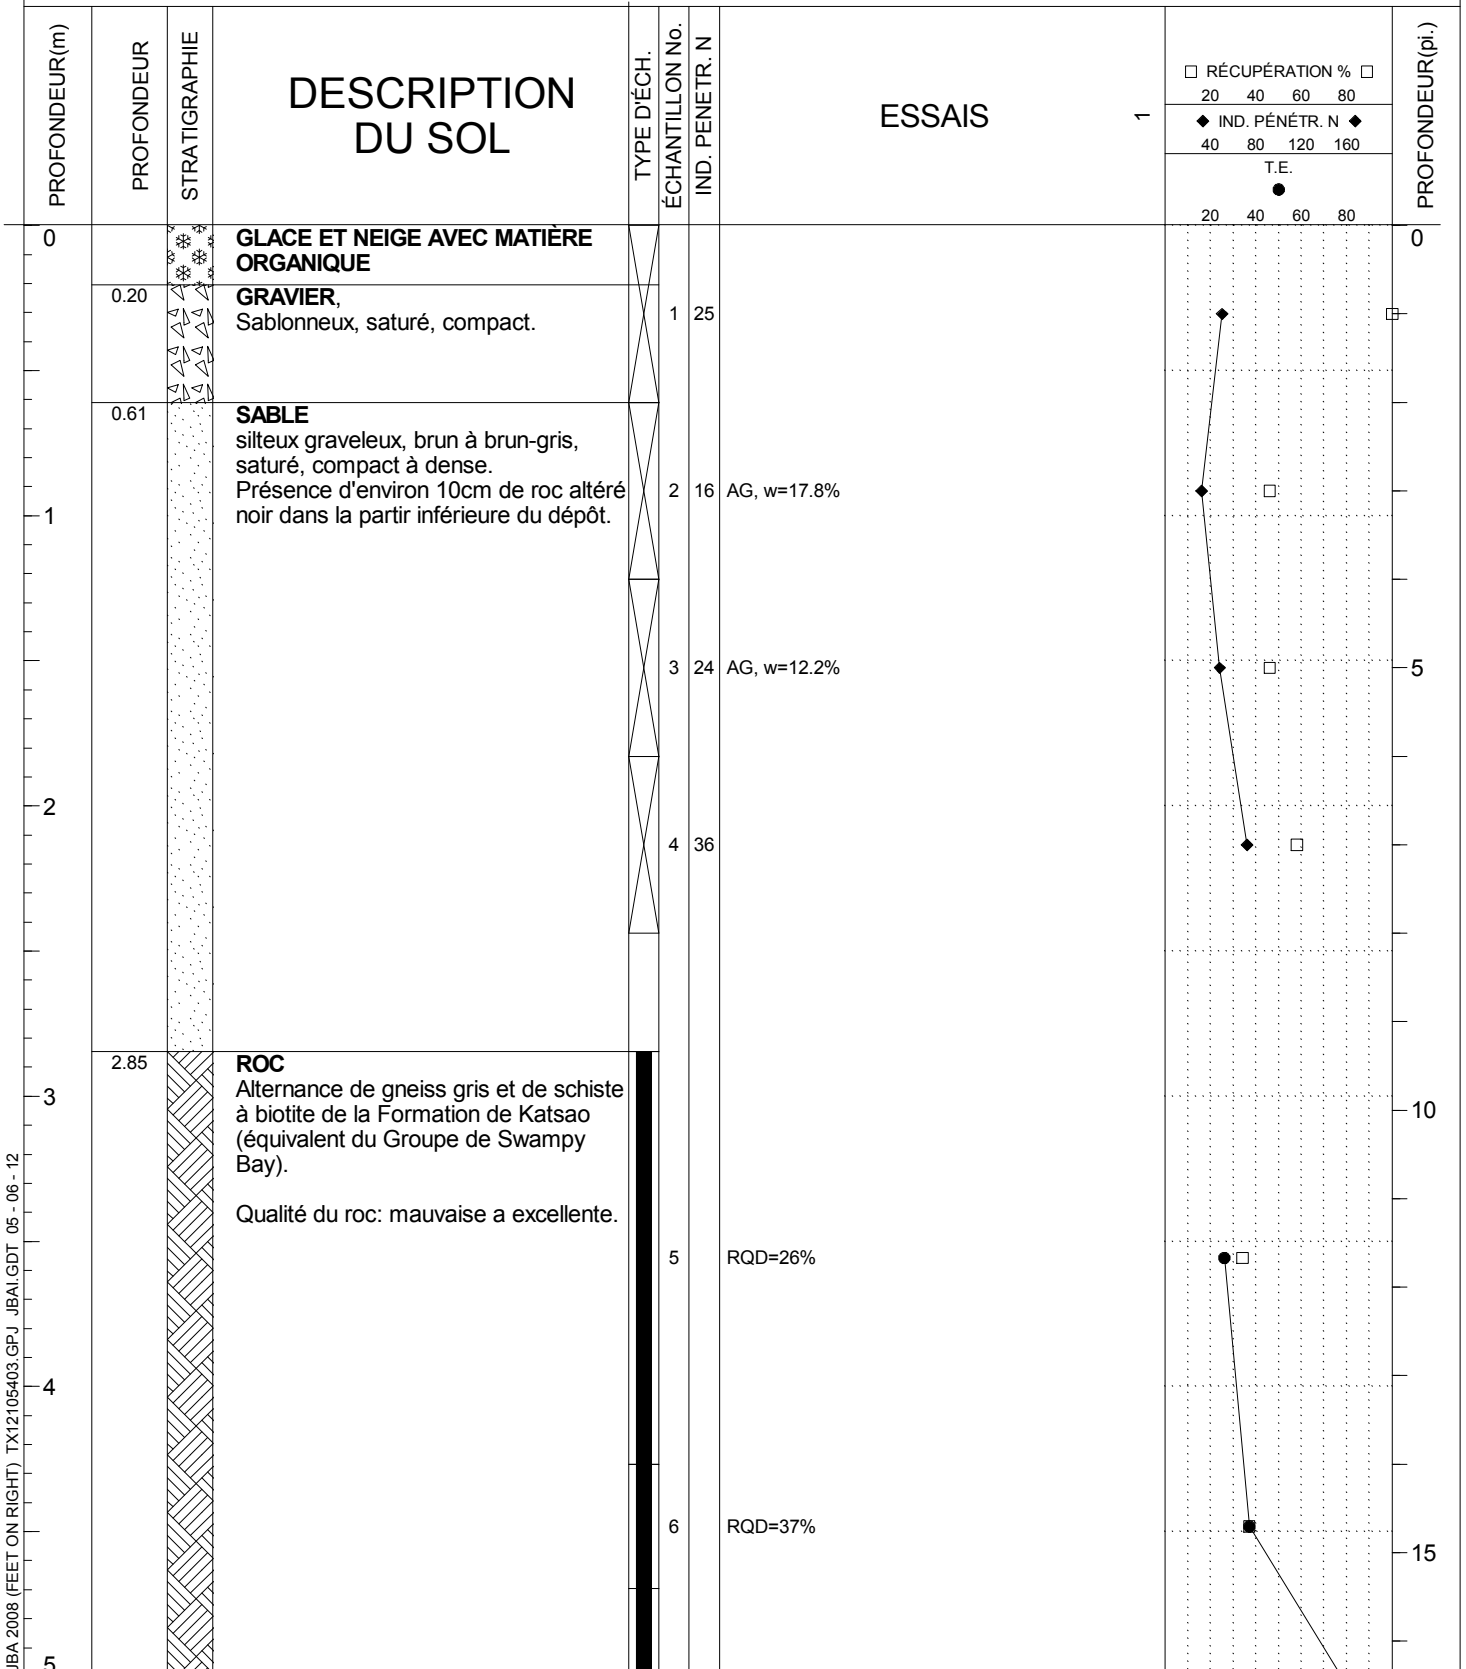 PROFONDEUR(m)
PROFONDEUR
STRATIGRAPHIE
DESCRIPTION
DU SOL
TYPE D'ÉCH.
ÉCHANTILLON No.
IND. PENETR. N
ESSAIS
1
□ RÉCUPÉRATION % □
20 40 60 80
◆ IND. PÉNÉTR. N ◆
40 80 120 160
T.E.
●
20 40 60 80
PROFONDEUR(pi.)
0
GLACE ET NEIGE AVEC MATIÈRE
ORGANIQUE
0
0.20
GRAVIER,
Sablonneux, saturé, compact.
1 25
0.61
SABLE
silteux graveleux, brun à brun-gris,
saturé, compact à dense.
Présence d'environ 10cm de roc altéré
noir dans la partir inférieure du dépôt.
2 16 AG, w=17.8%
1
3 24 AG, w=12.2%
5
2
4 36
2.85
ROC
Alternance de gneiss gris et de schiste
à biotite de la Formation de Katsao
(équivalent du Groupe de Swampy
Bay).
3
10
Qualité du roc: mauvaise a excellente.
5 RQD=26%
4
6 RQD=37%
15
5
JBA 2008 (FEET ON RIGHT) TX12105403.GPJ JBAI.GDT 05 - 06 - 12